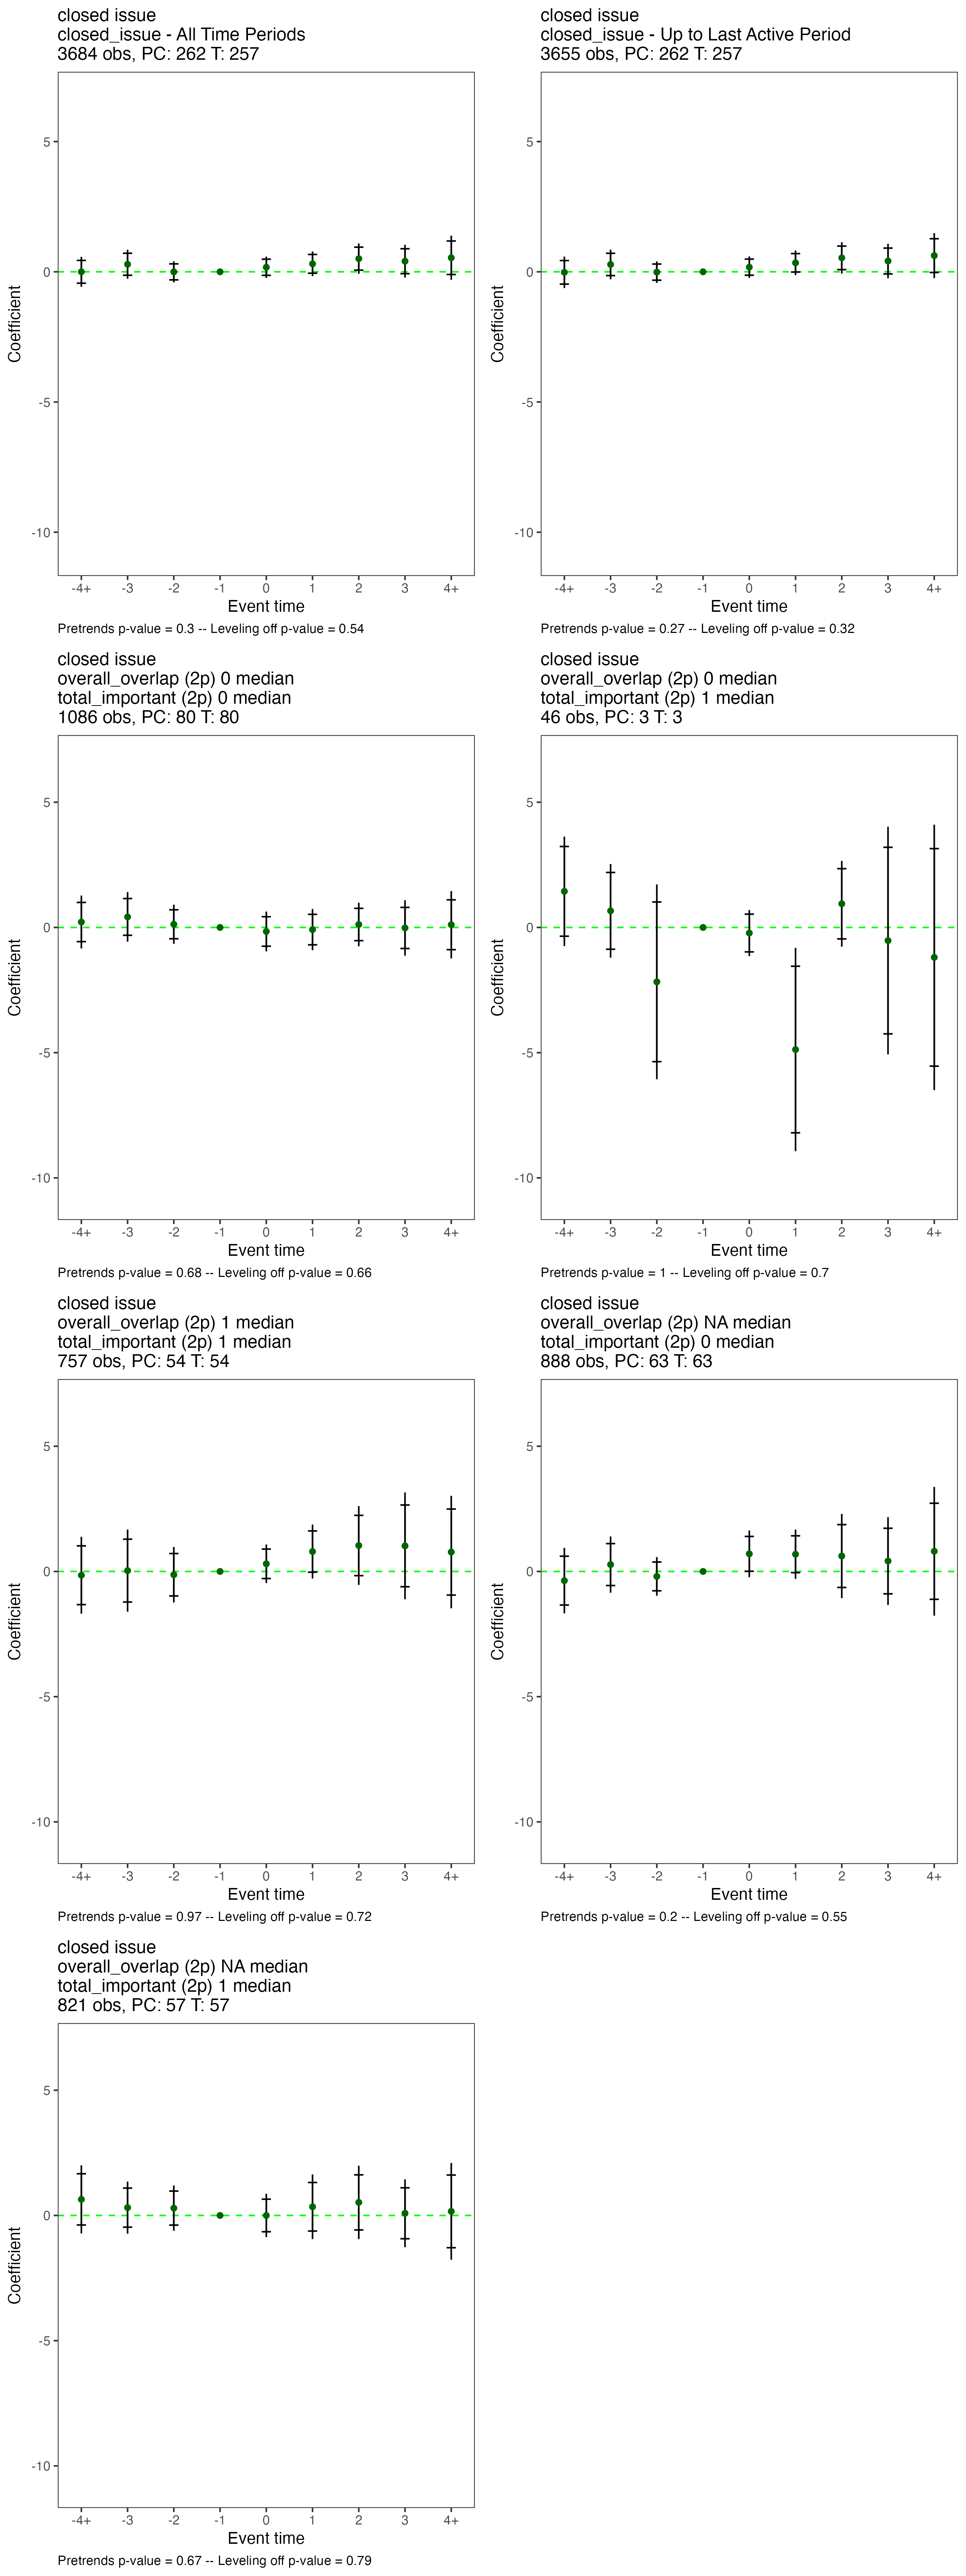 closed issue
closed_issue - All Time Periods
3684 obs, PC: 262 T: 257
5
0
-5
-10
Coefficient
-4+ -3 -2 -1 0 1 2 3 4+
Event time
Pretrends p-value = 0.3 -- Leveling off p-value = 0.54
closed issue
closed_issue - Up to Last Active Period
3655 obs, PC: 262 T: 257
5
0
-5
-10
Coefficient
-4+ -3 -2 -1 0 1 2 3 4+
Event time
Pretrends p-value = 0.27 -- Leveling off p-value = 0.32
closed issue
overall_overlap (2p) 0 median
total_important (2p) 0 median
1086 obs, PC: 80 T: 80
5
0
-5
-10
Coefficient
-4+ -3 -2 -1 0 1 2 3 4+
Event time
Pretrends p-value = 0.68 -- Leveling off p-value = 0.66
closed issue
overall_overlap (2p) 0 median
total_important (2p) 1 median
46 obs, PC: 3 T: 3
5
0
-5
-10
Coefficient
-4+ -3 -2 -1 0 1 2 3 4+
Event time
Pretrends p-value = 1 -- Leveling off p-value = 0.7
closed issue
overall_overlap (2p) 1 median
total_important (2p) 1 median
757 obs, PC: 54 T: 54
5
0
-5
-10
Coefficient
-4+ -3 -2 -1 0 1 2 3 4+
Event time
Pretrends p-value = 0.97 -- Leveling off p-value = 0.72
closed issue
overall_overlap (2p) NA median
total_important (2p) 0 median
888 obs, PC: 63 T: 63
5
0
-5
-10
Coefficient
-4+ -3 -2 -1 0 1 2 3 4+
Event time
Pretrends p-value = 0.2 -- Leveling off p-value = 0.55
closed issue
overall_overlap (2p) NA median
total_important (2p) 1 median
821 obs, PC: 57 T: 57
5
0
-5
-10
Coefficient
-4+ -3 -2 -1 0 1 2 3 4+
Event time
Pretrends p-value = 0.67 -- Leveling off p-value = 0.79